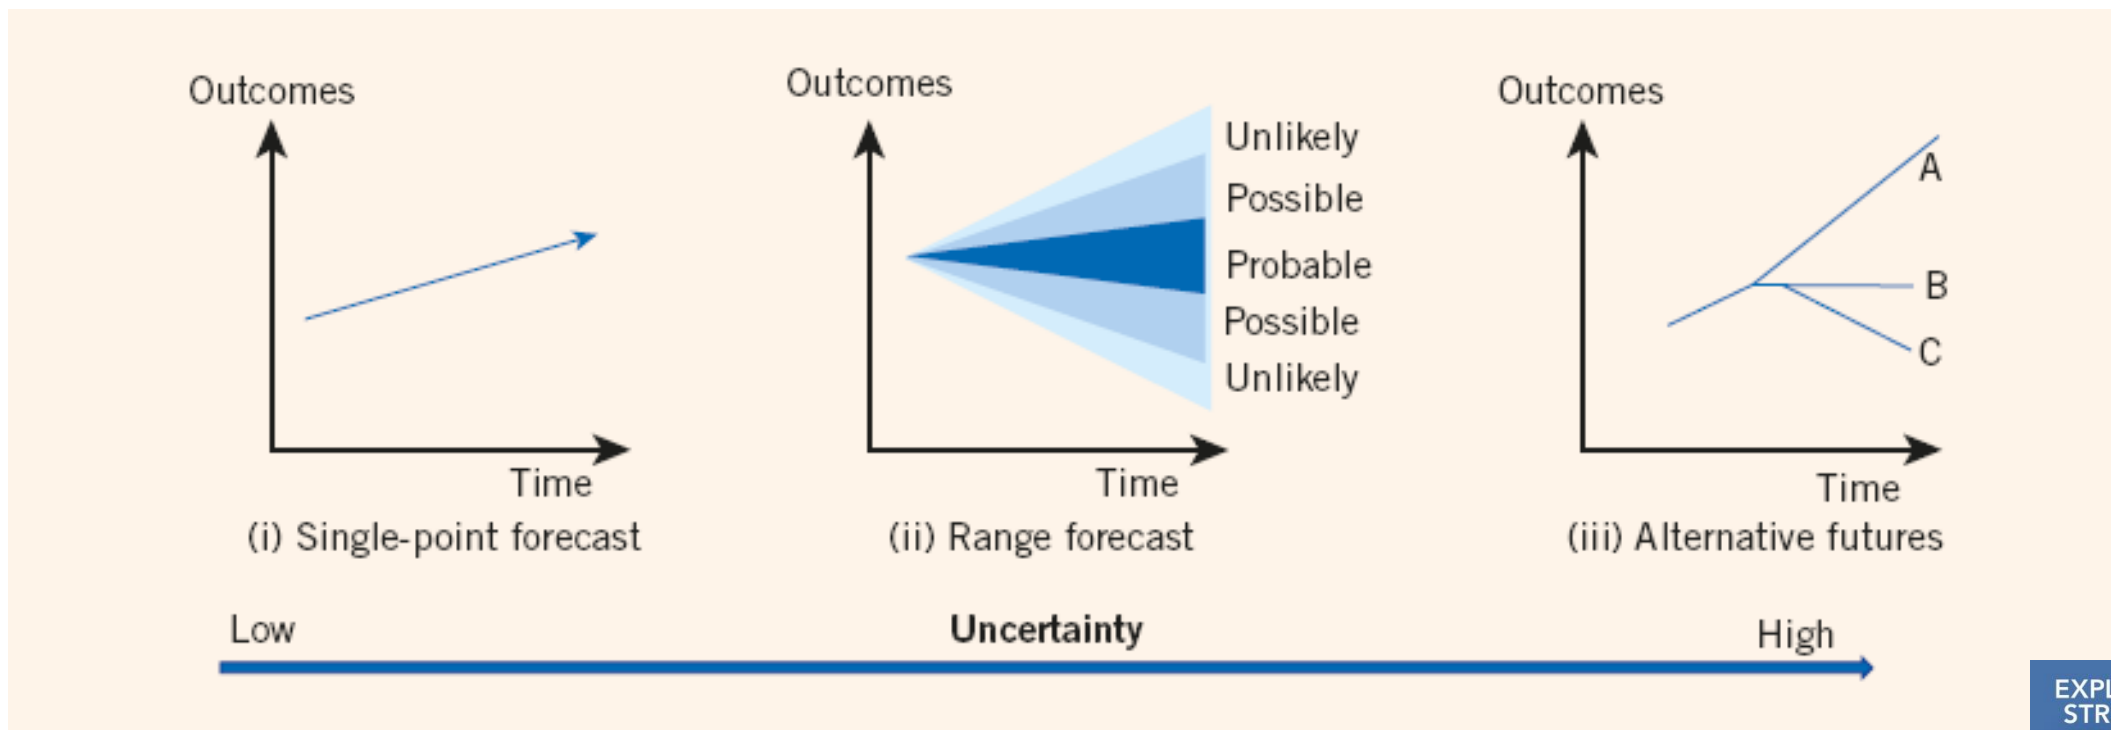 Outcomes
Time
(i) Single-point forecast
Outcomes
Unlikely
Possible
Probable
Possible
Unlikely
Time
(ii) Range forecast
Outcomes
A
B
C
Time
(iii) Alternative futures
Low
Uncertainty
High